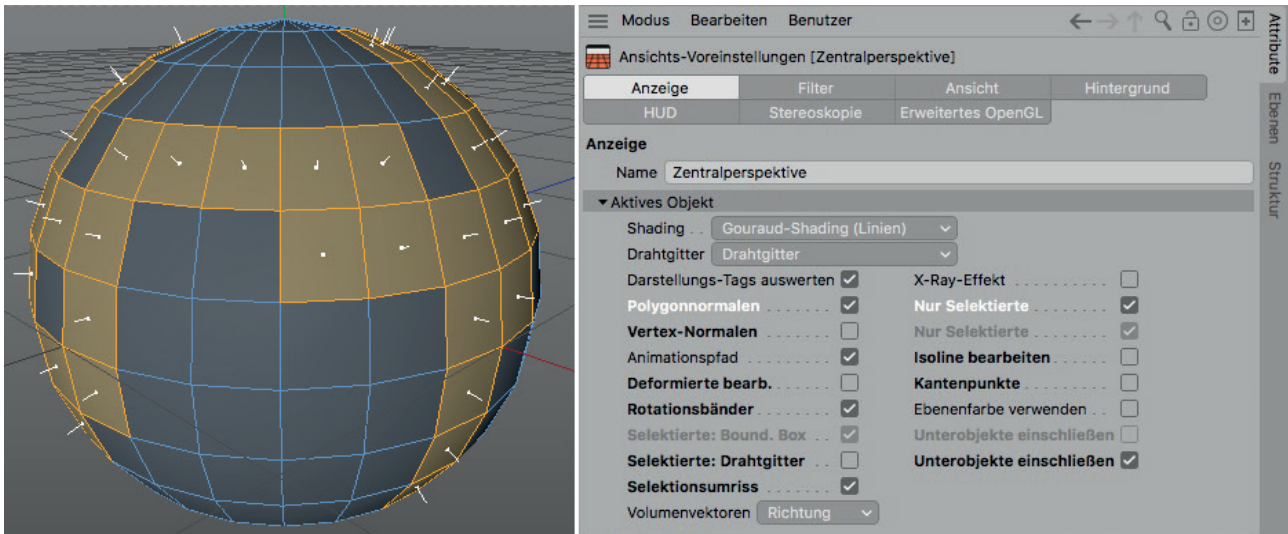 Modus Bearbeiten Benutzer
Ansichts-Voreinstellungen [Zentralperspektive]
Anzeige Filter Ansicht Hintergrund
HUD Stereoskopie Erweitertes OpenGL
Anzeige
Name Zentralperspektive
Aktives Objekt
Shading . . Gouraud-Shading (Linien)
Drahtgitter Drahtgitter
Darstellungs-Tags auswerten X-Ray-Effekt . . . . . . . . . .
Polygonnormalen . . . . . . . Nur Selektierte . . . . . . . . .
Vertex-Normalen . . . . . . . Nur Selektierte . . . . . . . . .
Animationspfad . . . . . . . . Isoline bearbeiten . . . . . .
Deformierte bearb. . . . . . . Kantenpunkte . . . . . . . . .
Rotationsbänder . . . . . . . . Ebenenfarbe verwenden . .
Selektierte: Bound. Box . . Unterobjekte einschließen
Selektierte: Drahtgitter . . Unterobjekte einschließen
Selektionsumriss . . . . . . .
Volumenvektoren Richtung
Attribute
Ebenen
Struktur